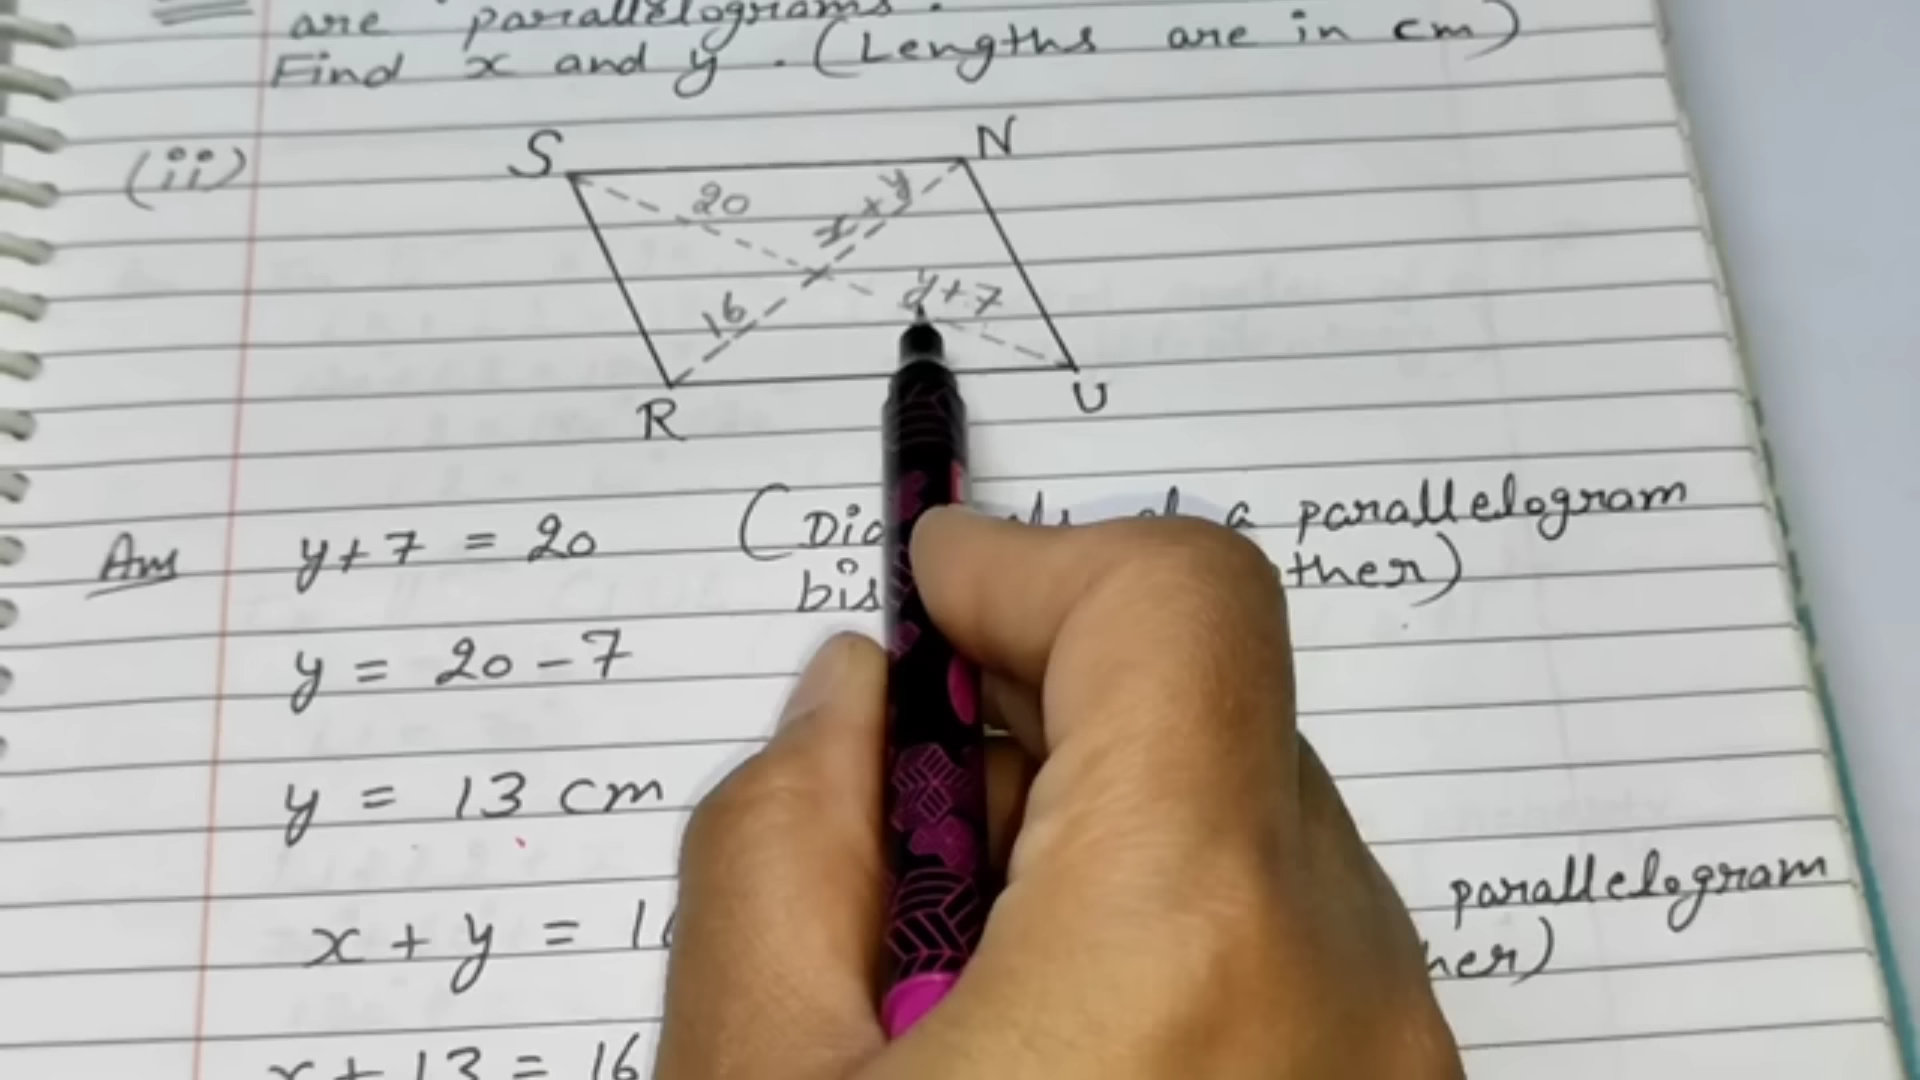 are parallelograms.
Find x and y. (Lengths are in cm)
(ii)
S
N
20
x+y
16
y+7
R
U
Ans y+7 = 20 (Dia a parallelogram
bis ther)
y = 20 - 7
y = 13 cm
x + y = parallelogram
her)
x + 13 = 16